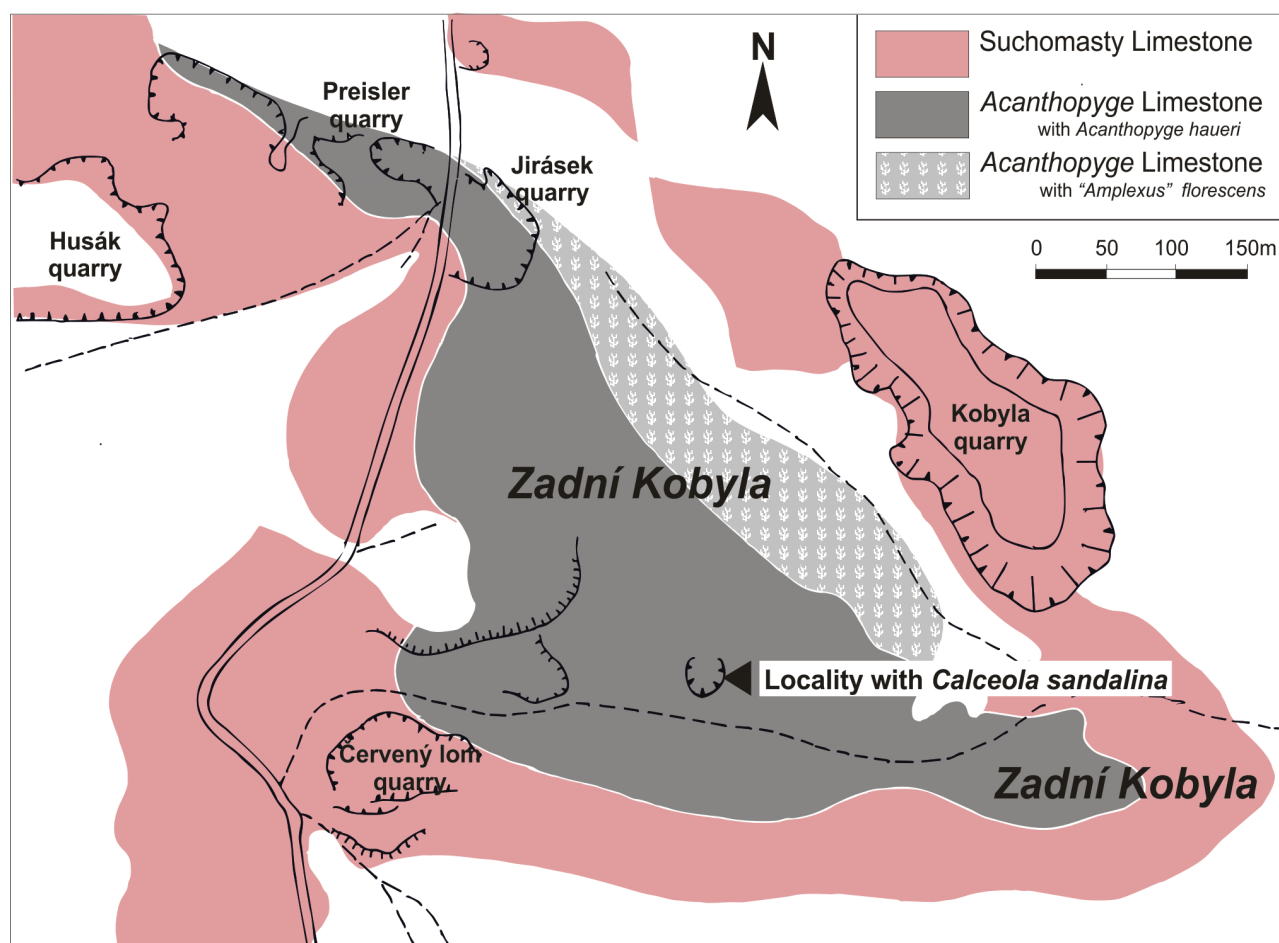 N
Suchomasty Limestone
Acanthopyge Limestone
with Acanthopyge haueri
Acanthopyge Limestone
with "Amplexus" florescens
0 50 100 150m
Preisler
quarry
Jirásek
quarry
Husák
quarry
Kobyla
quarry
Zadní Kobyla
Locality with Calceola sandalina
Červený lom
quarry
Zadní Kobyla